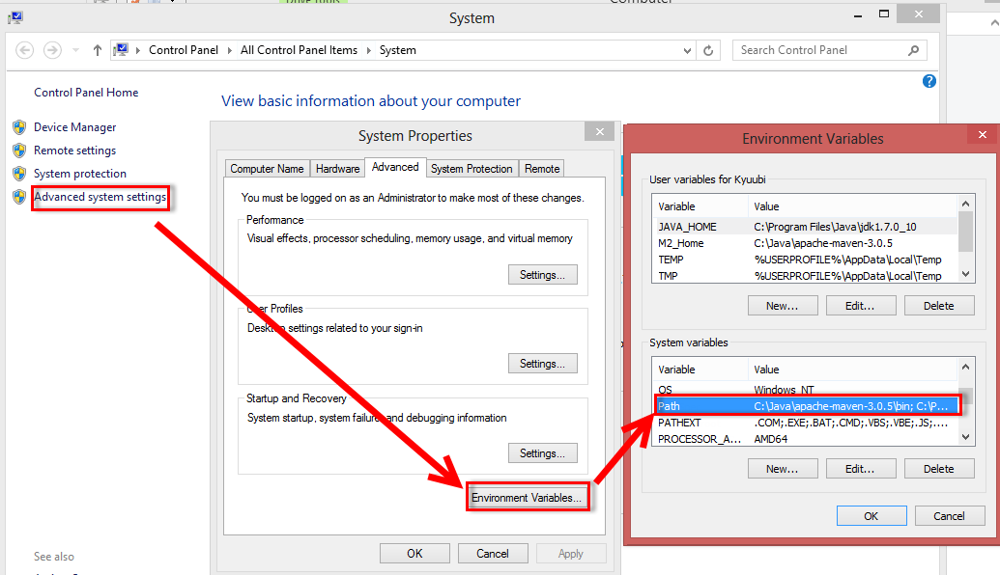 System
Control Panel
All Control Panel Items
System
Search Control Panel
Control Panel Home
Device Manager
Remote settings
System protection
Advanced system settings
See also
View basic information about your computer
?
System Properties
Computer Name
Hardware
Advanced
System Protection
Remote
You must be logged on as an Administrator to make most of these changes.
Performance
Visual effects, processor scheduling, memory usage, and virtual memory
Settings...
User Profiles
Desktop settings related to your sign-in
Settings...
Startup and Recovery
System startup, system failure, and debugging information
Settings...
Environment Variables...
OK
Cancel
Apply
Environment Variables
User variables for Kyuubi
Variable Value
JAVA_HOME C:\Program Files\Java\jdk1.7.0_10
M2_Home C:\Java\apache-maven-3.0.5
TEMP %USERPROFILE%\AppData\Local\Temp
TMP %USERPROFILE%\AppData\Local\Temp
New...
Edit...
Delete
System variables
Variable Value
OS Windows_NT
Path C:\Java\apache-maven-3.0.5\bin; C:\P...
PATHEXT .COM;.EXE;.BAT;.CMD;.VBS;.VBE;.JS;....
PROCESSOR_A... AMD64
New...
Edit...
Delete
OK
Cancel